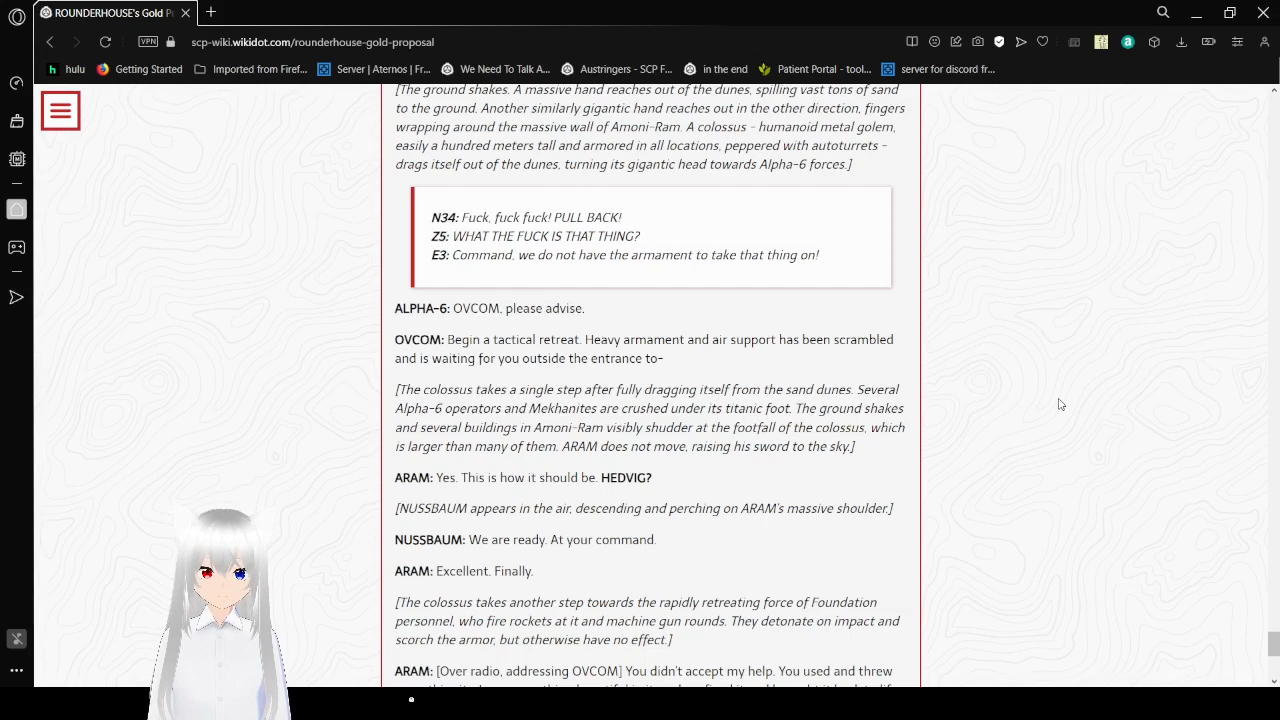 ROUNDERHOUSE's Gold P
scp-wiki.wikidot.com/rounderhouse-gold-proposal
VPN
hulu
Getting Started
Imported from Firef...
Server | Aternos | Fr...
We Need To Talk A...
Austringers - SCP F...
in the end
Patient Portal - tool...
server for discord fr...
[The ground shakes. A massive hand reaches out of the dunes, spilling vast tons of sand
to the ground. Another similarly gigantic hand reaches out in the other direction, fingers
wrapping around the massive wall of Amoni-Ram. A colossus - humanoid metal golem,
easily a hundred meters tall and armored in all locations, peppered with autoturrets -
drags itself out of the dunes, turning its gigantic head towards Alpha-6 forces.]
N34: Fuck, fuck fuck! PULL BACK!
Z5: WHAT THE FUCK IS THAT THING?
E3: Command, we do not have the armament to take that thing on!
ALPHA-6: OVCOM, please advise.
OVCOM: Begin a tactical retreat. Heavy armament and air support has been scrambled
and is waiting for you outside the entrance to-
[The colossus takes a single step after fully dragging itself from the sand dunes. Several
Alpha-6 operators and Mekhanites are crushed under its titanic foot. The ground shakes
and several buildings in Amoni-Ram visibly shudder at the footfall of the colossus, which
is larger than many of them. ARAM does not move, raising his sword to the sky.]
ARAM: Yes. This is how it should be. HEDVIG?
[NUSSBAUM appears in the air, descending and perching on ARAM's massive shoulder.]
NUSSBAUM: We are ready. At your command.
ARAM: Excellent. Finally.
[The colossus takes another step towards the rapidly retreating force of Foundation
personnel, who fire rockets at it and machine gun rounds. They detonate on impact and
scorch the armor, but otherwise have no effect.]
ARAM: [Over radio, addressing OVCOM] You didn't accept my help. You used and threw